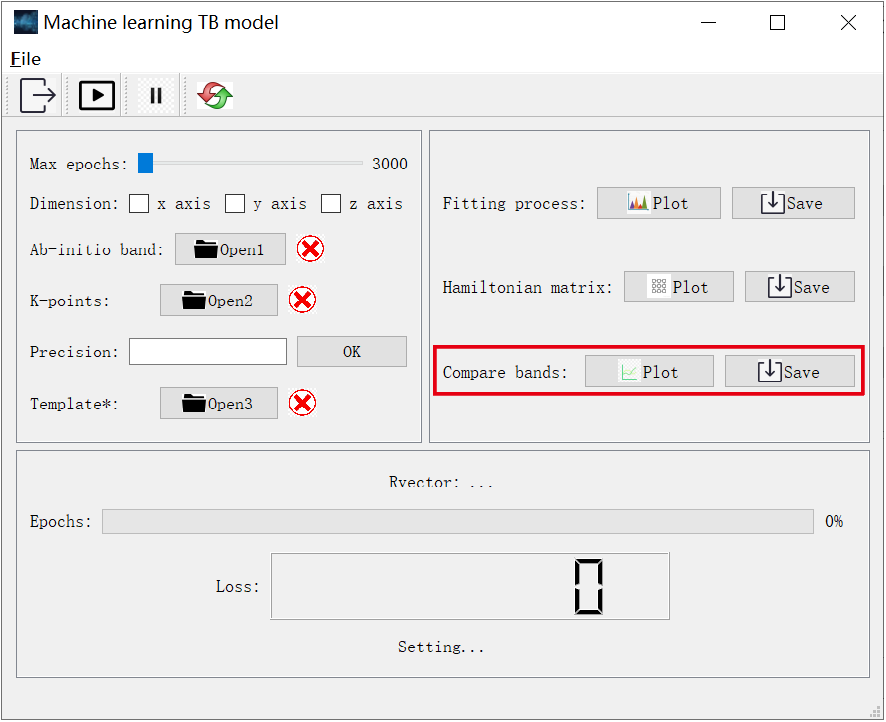 Machine learning TB model
File
Max epochs: 3000
Dimension: x axis y axis z axis
Ab-initio band: Open1
K-points: Open2
Precision: OK
Template*: Open3
Fitting process: Plot Save
Hamiltonian matrix: Plot Save
Compare bands: Plot Save
Rvector: ...
Epochs: 0%
Loss: 0
Setting...